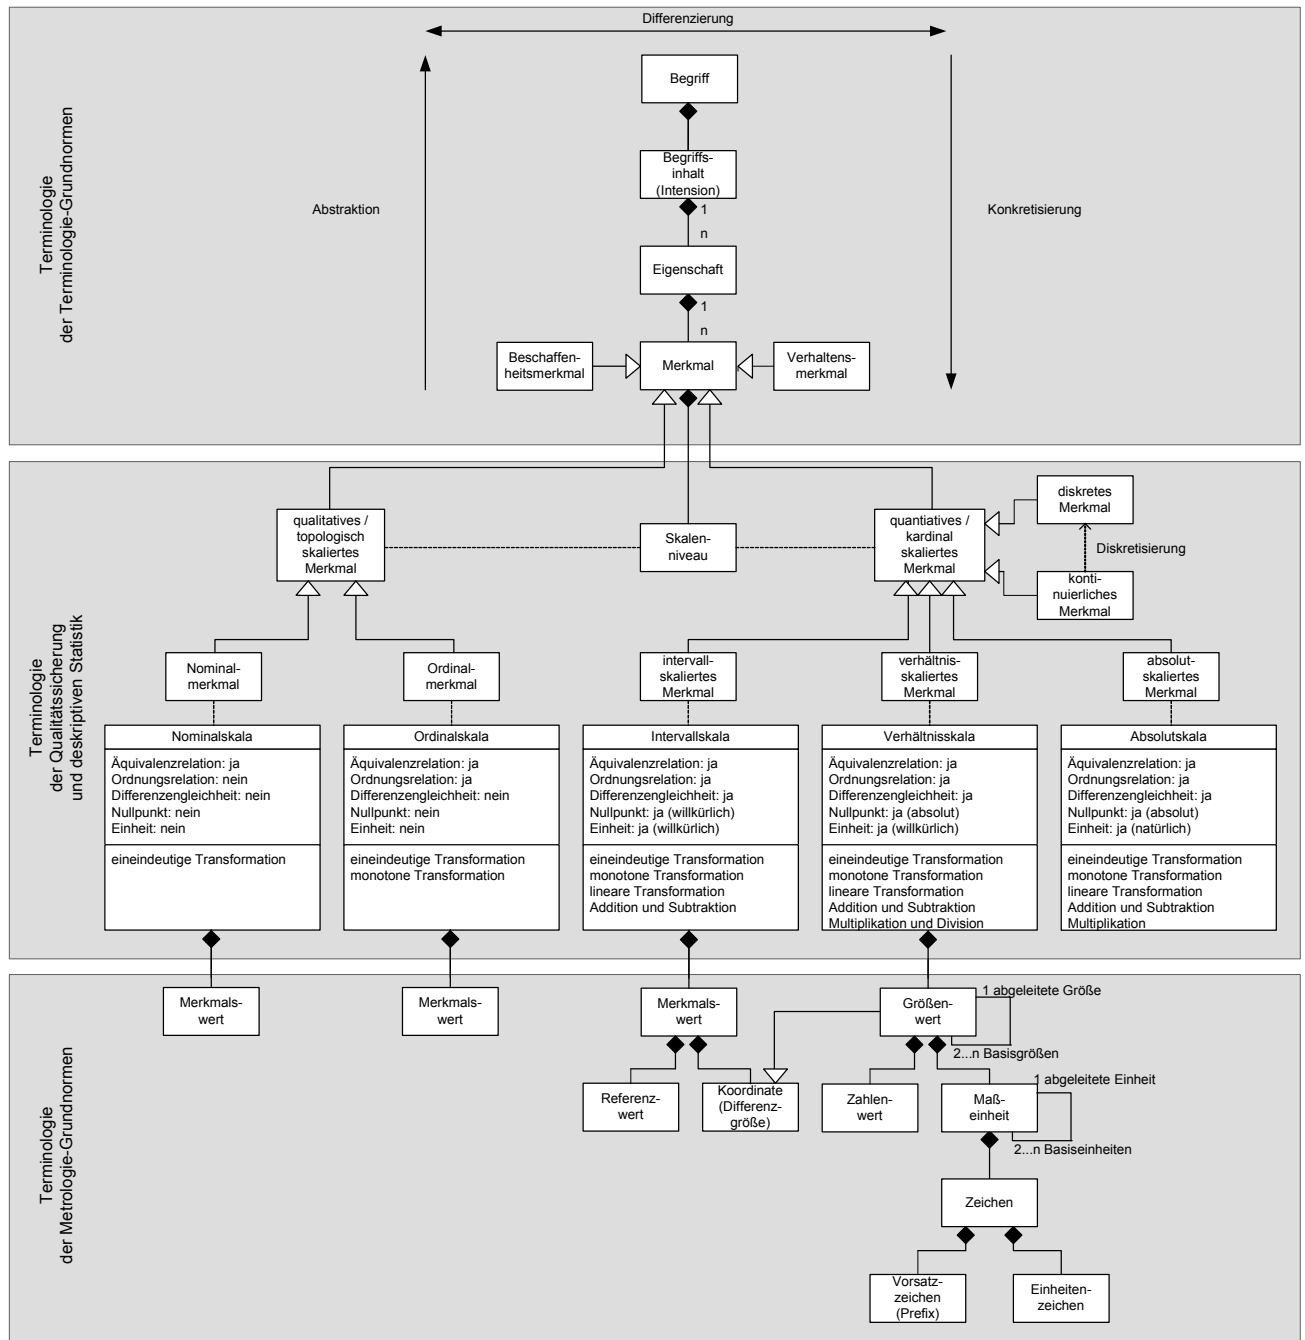 Differenzierung
Begriff
Begriffs-
inhalt
(Intension)
1
Abstraktion
Konkretisierung
n
Eigenschaft
1
n
Beschaffen-
heitsmerkmal
Merkmal
Verhaltens-
merkmal
Terminologie
der Terminologie-Grundnormen
qualitatives /
topologisch
skaliertes
Merkmal
Skalen-
niveau
quantiatives /
kardinal
skaliertes
Merkmal
diskretes
Merkmal
Diskretisierung
konti-
nuierliches
Merkmal
Nominal-
merkmal
Ordinal-
merkmal
intervall-
skaliertes
Merkmal
verhältnis-
skaliertes
Merkmal
absolut-
skaliertes
Merkmal
Terminologie
der Qualitätssicherung
und deskriptiven Statistik
Nominalskala
Äquivalenzrelation: ja
Ordnungsrelation: nein
Differenzengleichheit: nein
Nullpunkt: nein
Einheit: nein
eineindeutige Transformation
Ordinalskala
Äquivalenzrelation: ja
Ordnungsrelation: ja
Differenzengleichheit: nein
Nullpunkt: nein
Einheit: nein
eineindeutige Transformation
monotone Transformation
Intervallskala
Äquivalenzrelation: ja
Ordnungsrelation: ja
Differenzengleichheit: ja
Nullpunkt: ja (willkürlich)
Einheit: ja (willkürlich)
eineindeutige Transformation
monotone Transformation
lineare Transformation
Addition und Subtraktion
Verhältnisskala
Äquivalenzrelation: ja
Ordnungsrelation: ja
Differenzengleichheit: ja
Nullpunkt: ja (absolut)
Einheit: ja (willkürlich)
eineindeutige Transformation
monotone Transformation
lineare Transformation
Addition und Subtraktion
Multiplikation und Division
Absolutskala
Äquivalenzrelation: ja
Ordnungsrelation: ja
Differenzengleichheit: ja
Nullpunkt: ja (absolut)
Einheit: ja (natürlich)
eineindeutige Transformation
monotone Transformation
lineare Transformation
Addition und Subtraktion
Multiplikation
Merkmals-
wert
Merkmals-
wert
Merkmals-
wert
Größen-
wert
1 abgeleitete Größe
2...n Basisgrößen
Referenz-
wert
Koordinate
(Differenz-
größe)
Zahlen-
wert
Maß-
einheit
1 abgeleitete Einheit
2...n Basiseinheiten
Terminologie
der Metrologie-Grundnormen
Zeichen
Vorsatz-
zeichen
(Prefix)
Einheiten-
zeichen